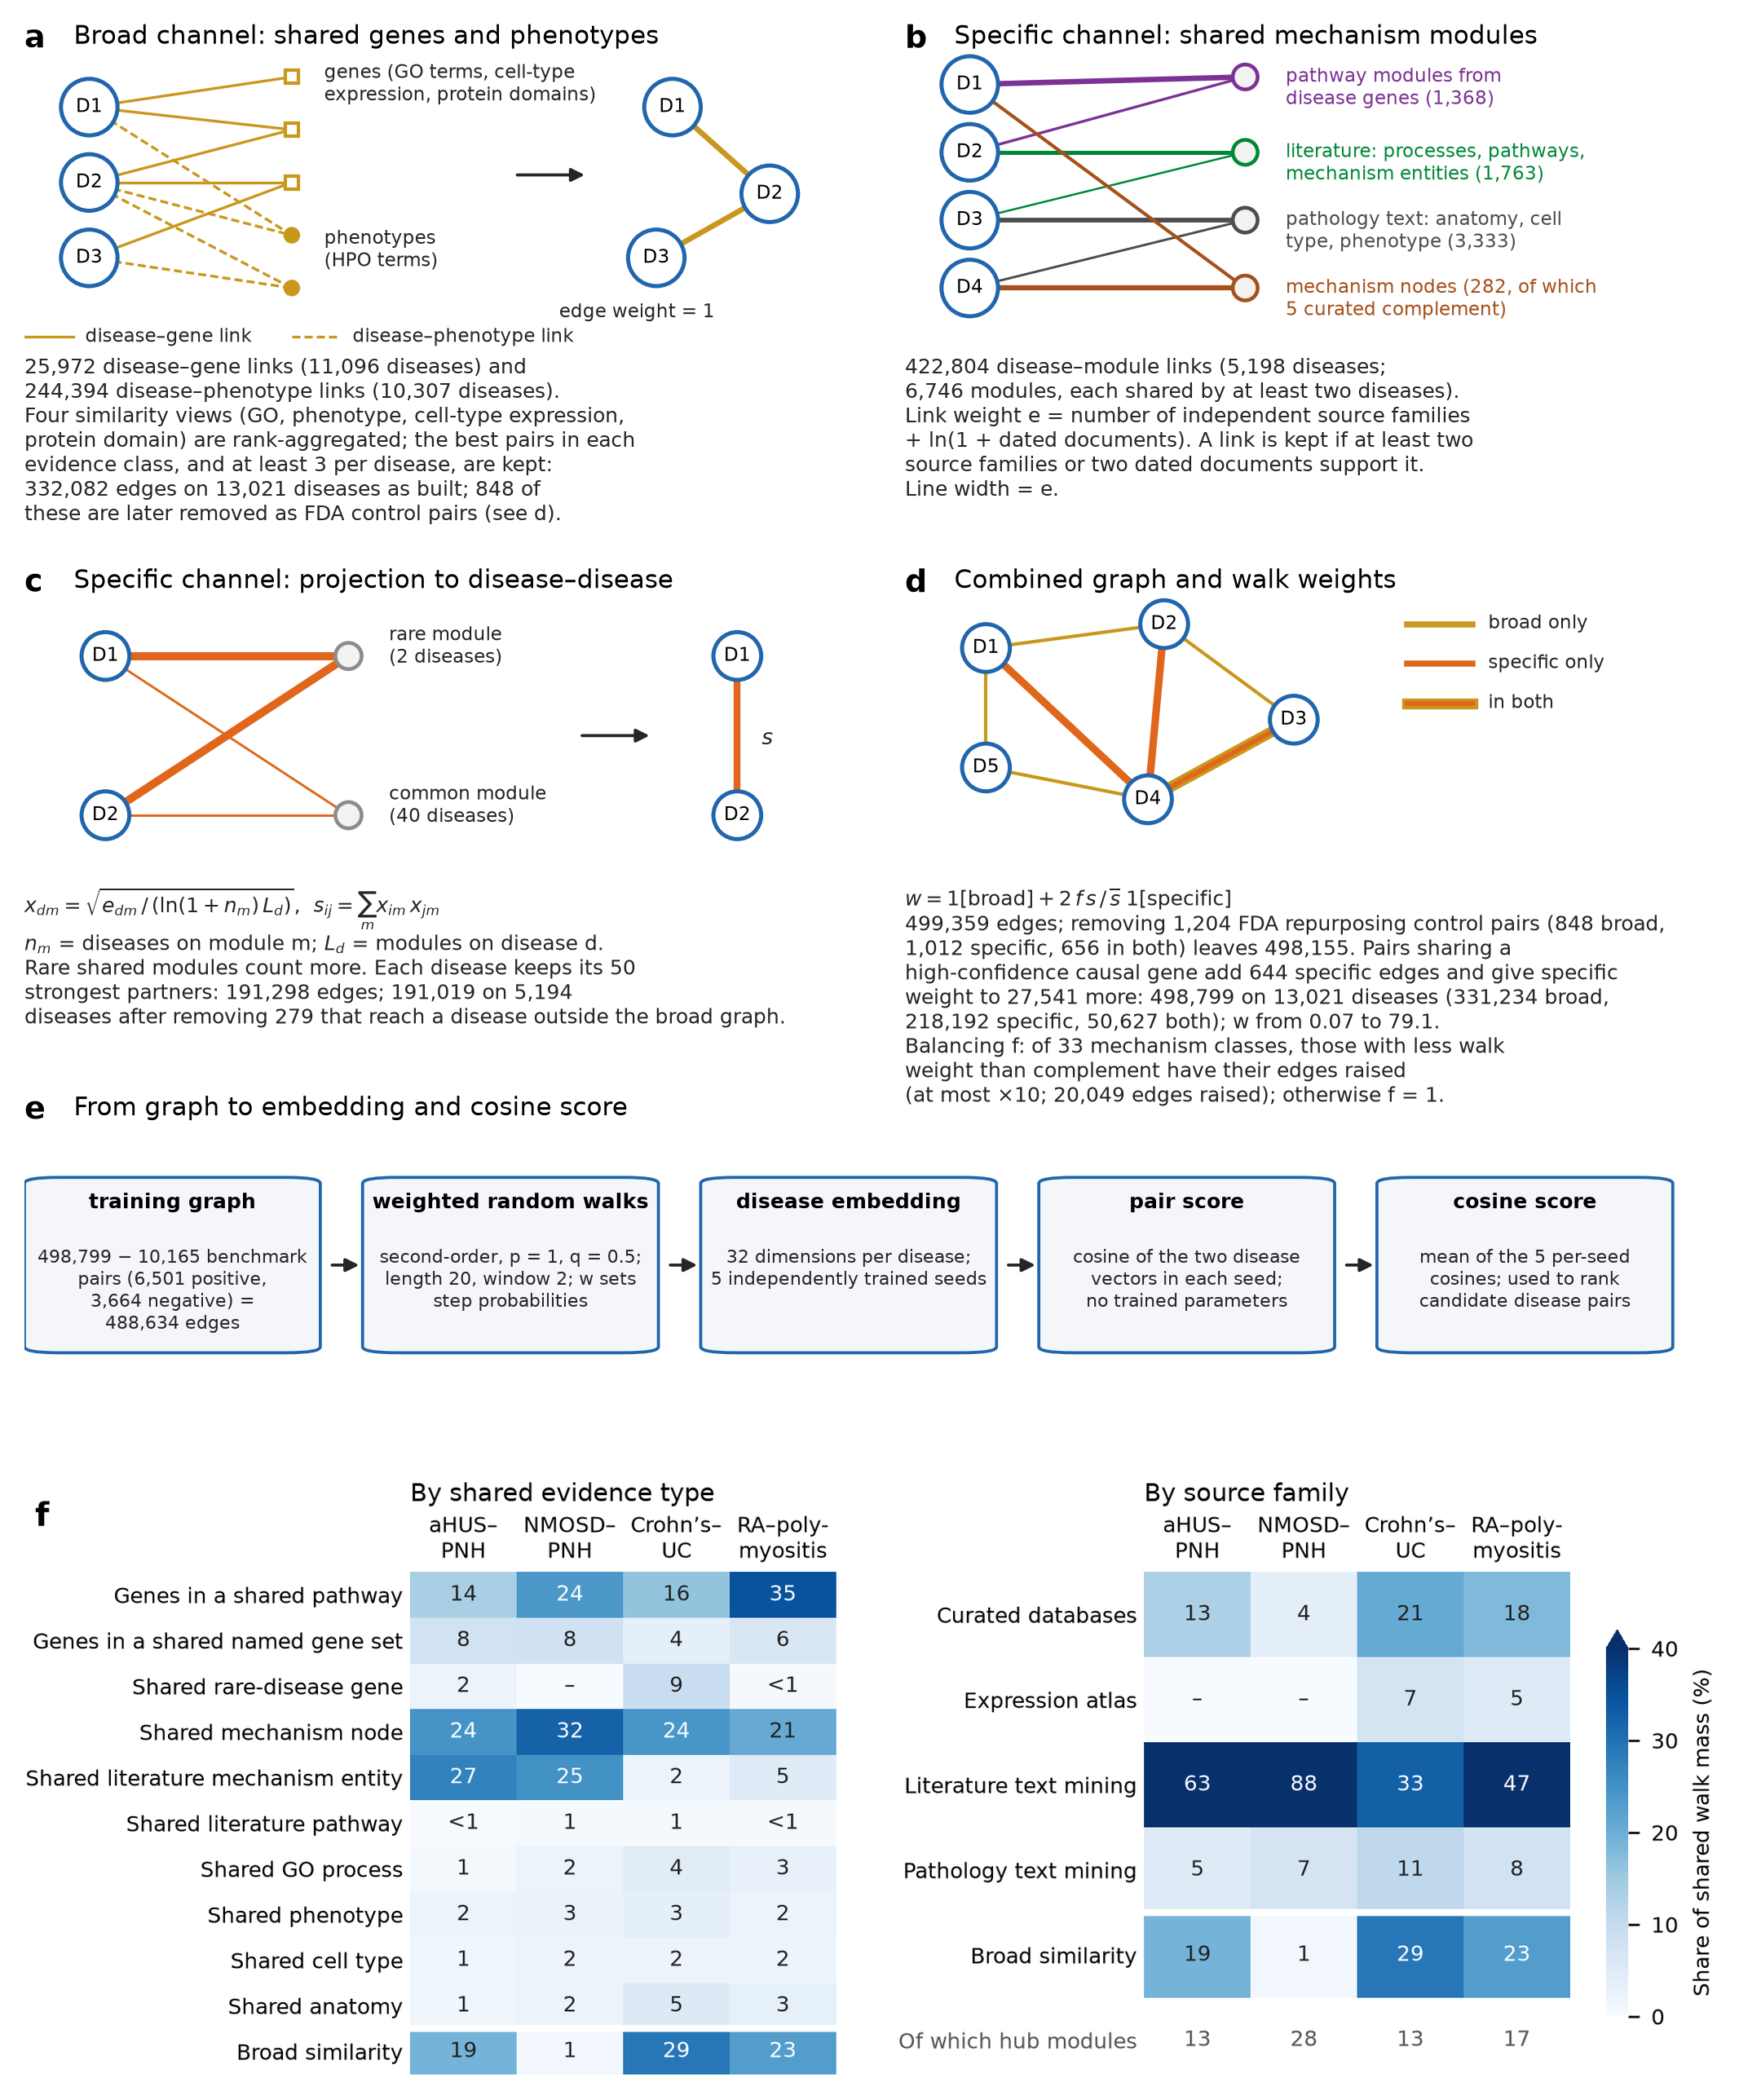 a Broad channel: shared genes and phenotypes
D1
D2
D3
genes (GO terms, cell-type
expression, protein domains)
phenotypes
(HPO terms)
D1
D2
D3
edge weight = 1
disease–gene link
disease–phenotype link
25,972 disease–gene links (11,096 diseases) and
244,394 disease–phenotype links (10,307 diseases).
Four similarity views (GO, phenotype, cell-type expression,
protein domain) are rank-aggregated; the best pairs in each
evidence class, and at least 3 per disease, are kept:
332,082 edges on 13,021 diseases as built; 848 of
these are later removed as FDA control pairs (see d).
b Specific channel: shared mechanism modules
D1
D2
D3
D4
pathway modules from
disease genes (1,368)
literature: processes, pathways,
mechanism entities (1,763)
pathology text: anatomy, cell
type, phenotype (3,333)
mechanism nodes (282, of which
5 curated complement)
422,804 disease–module links (5,198 diseases;
6,746 modules, each shared by at least two diseases).
Link weight e = number of independent source families
+ ln(1 + dated documents). A link is kept if at least two
source families or two dated documents support it.
Line width = e.
c Specific channel: projection to disease–disease
D1
D2
rare module
(2 diseases)
common module
(40 diseases)
D1
s
D2
x_dm = √(e_dm / (ln(1 + n_m) L_d)), s_ij = ∑_m x_im x_jm
n_m = diseases on module m; L_d = modules on disease d.
Rare shared modules count more. Each disease keeps its 50
strongest partners: 191,298 edges; 191,019 on 5,194
diseases after removing 279 that reach a disease outside the broad graph.
d Combined graph and walk weights
D1
D2
D3
D4
D5
broad only
specific only
in both
w = 1[broad] + 2 f s / s̅ 1[specific]
499,359 edges; removing 1,204 FDA repurposing control pairs (848 broad,
1,012 specific, 656 in both) leaves 498,155. Pairs sharing a
high-confidence causal gene add 644 specific edges and give specific
weight to 27,541 more: 498,799 on 13,021 diseases (331,234 broad,
218,192 specific, 50,627 both); w from 0.07 to 79.1.
Balancing f: of 33 mechanism classes, those with less walk
weight than complement have their edges raised
(at most ×10; 20,049 edges raised); otherwise f = 1.
e From graph to embedding and cosine score
training graph
498,799 − 10,165 benchmark
pairs (6,501 positive,
3,664 negative) =
488,634 edges
weighted random walks
second-order, p = 1, q = 0.5;
length 20, window 2; w sets
step probabilities
disease embedding
32 dimensions per disease;
5 independently trained seeds
pair score
cosine of the two disease
vectors in each seed;
no trained parameters
cosine score
mean of the 5 per-seed
cosines; used to rank
candidate disease pairs
f
By shared evidence type
aHUS–PNH NMOSD–PNH Crohn’s–UC RA–poly-myositis
Genes in a shared pathway 14 24 16 35
Genes in a shared named gene set 8 8 4 6
Shared rare-disease gene 2 – 9 <1
Shared mechanism node 24 32 24 21
Shared literature mechanism entity 27 25 2 5
Shared literature pathway <1 1 1 <1
Shared GO process 1 2 4 3
Shared phenotype 2 3 3 2
Shared cell type 1 2 2 2
Shared anatomy 1 2 5 3
Broad similarity 19 1 29 23
By source family
aHUS–PNH NMOSD–PNH Crohn’s–UC RA–poly-myositis
Curated databases 13 4 21 18
Expression atlas – – 7 5
Literature text mining 63 88 33 47
Pathology text mining 5 7 11 8
Broad similarity 19 1 29 23
Of which hub modules 13 28 13 17
40
30
20
10
0
Share of shared walk mass (%)